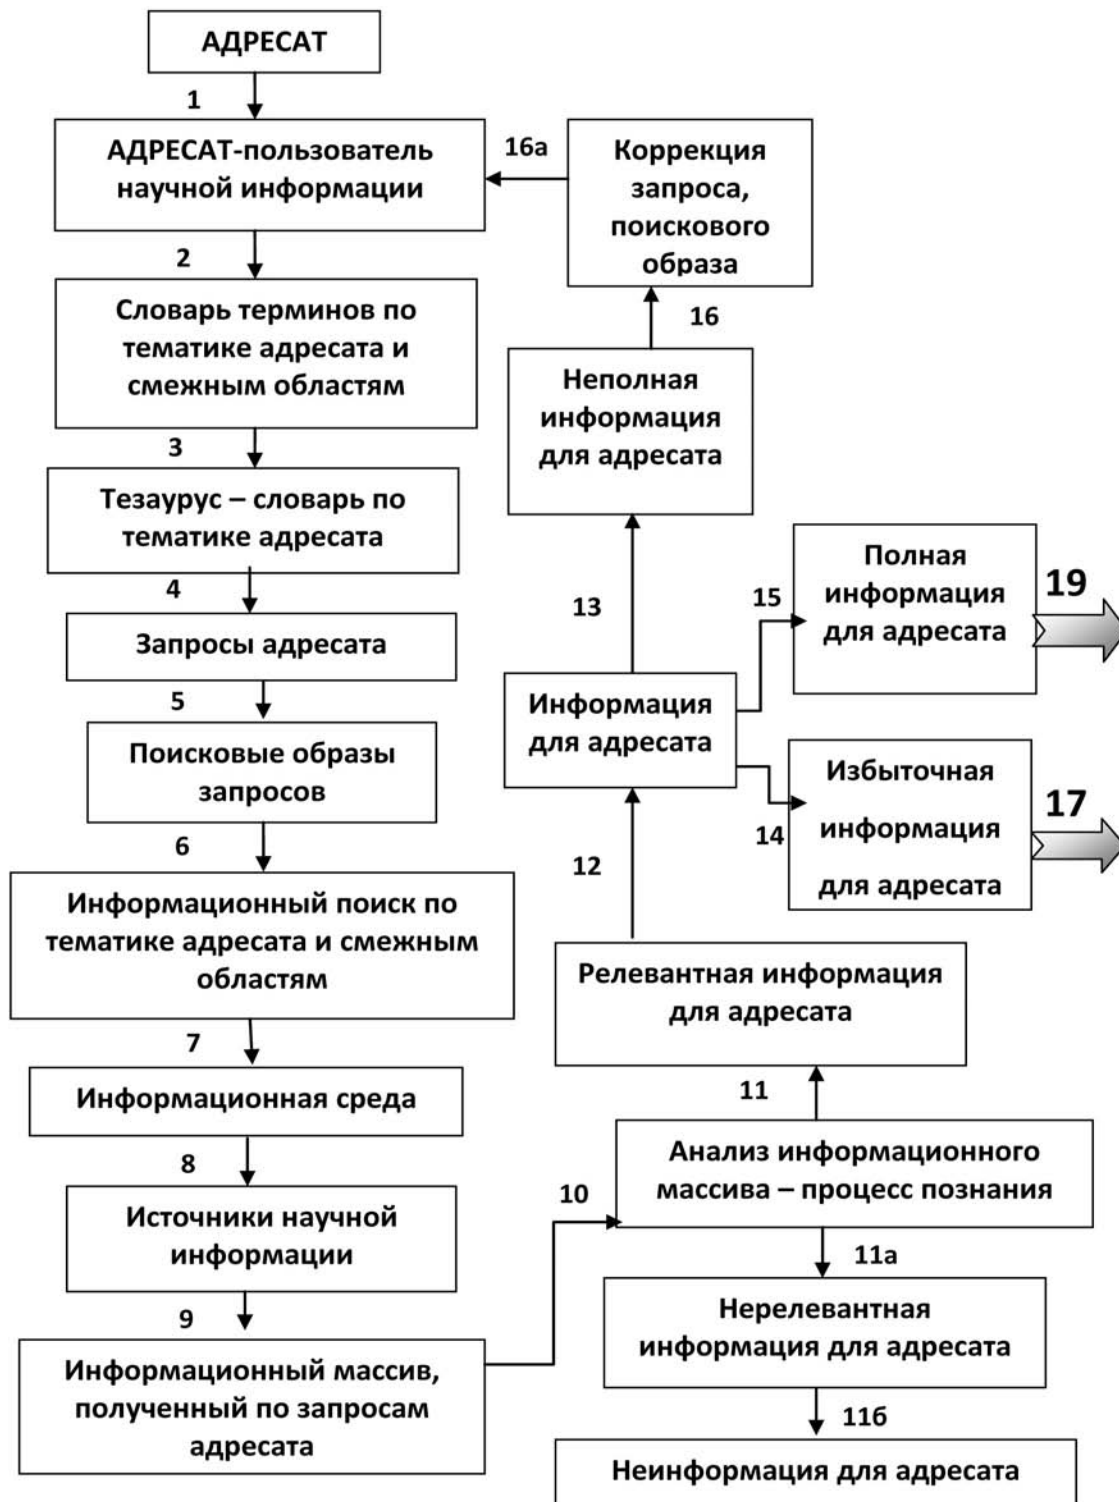 АДРЕСАТ
1
АДРЕСАТ-пользователь
научной информации
2
Словарь терминов по
тематике адресата и
смежным областям
3
Тезаурус – словарь по
тематике адресата
4
Запросы адресата
5
Поисковые образы
запросов
6
Информационный поиск по
тематике адресата и смежным
областям
7
Информационная среда
8
Источники научной
информации
9
Информационный массив,
полученный по запросам
адресата
10
Анализ информационного
массива – процесс познания
11а
Нерелевантная
информация для адресата
11б
Неинформация для адресата
11
Релевантная информация
для адресата
12
Информация
для адресата
13
Неполная
информация
для адресата
14
Избыточная
информация
для адресата
17
15
Полная
информация
для адресата
19
16
Коррекция
запроса,
поискового
образа
16а